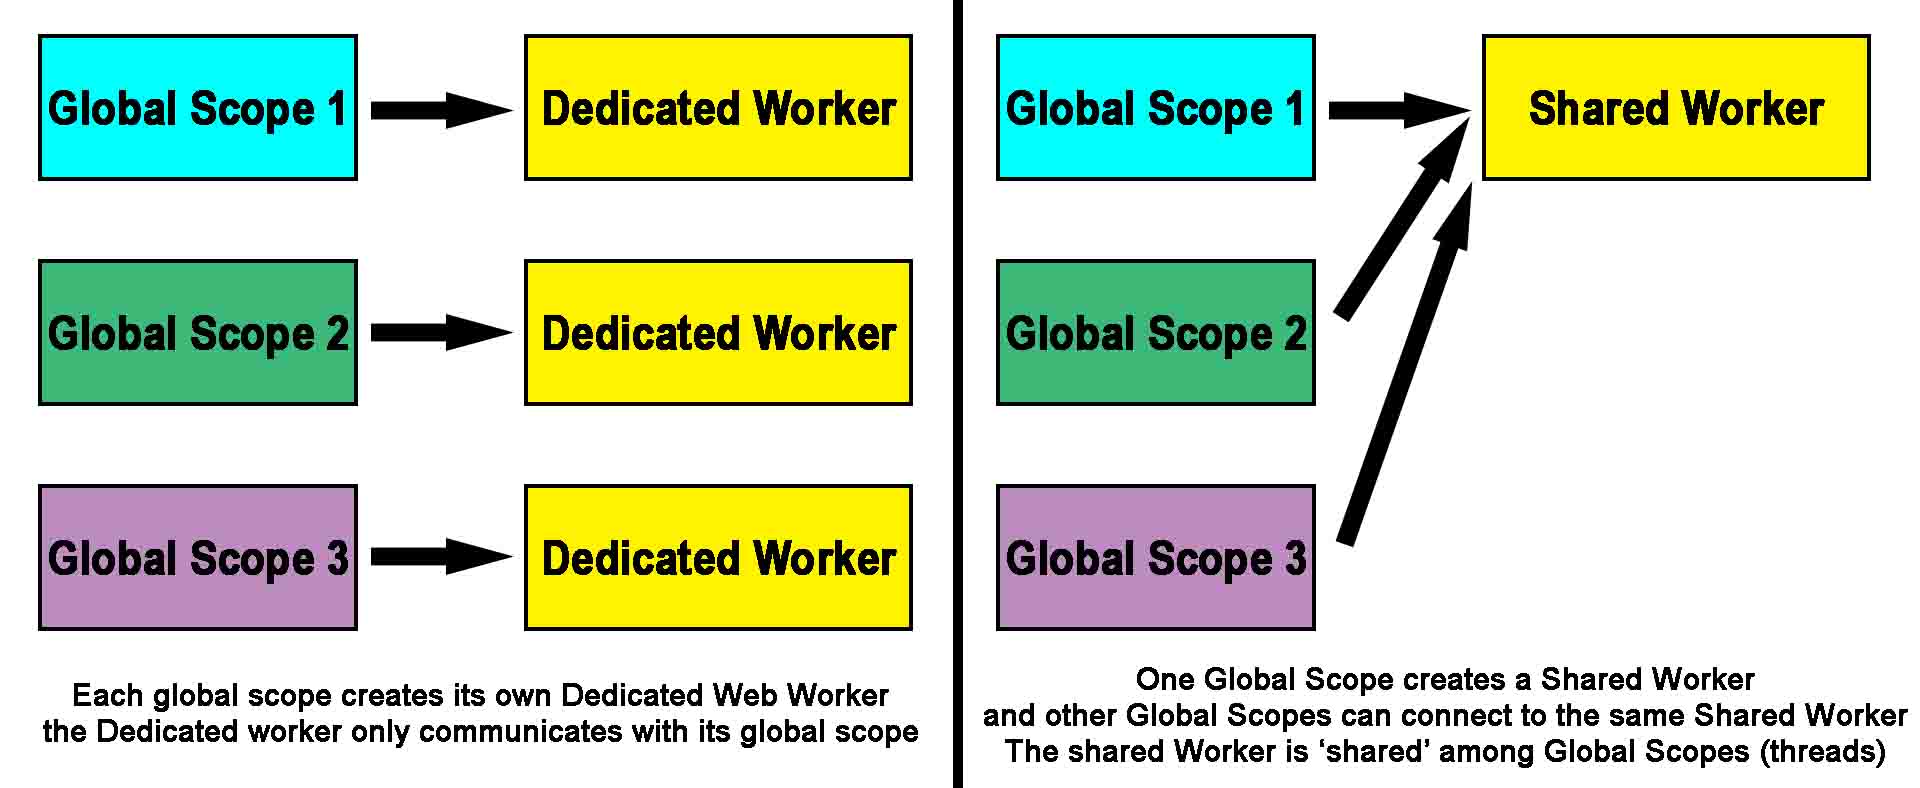 Global Scope 1
Dedicated Worker
Global Scope 2
Dedicated Worker
Global Scope 3
Dedicated Worker
Each global scope creates its own Dedicated Web Worker
the Dedicated worker only communicates with its global scope
Global Scope 1
Shared Worker
Global Scope 2
Global Scope 3
One Global Scope creates a Shared Worker
and other Global Scopes can connect to the same Shared Worker
The shared Worker is ‘shared’ among Global Scopes (threads)